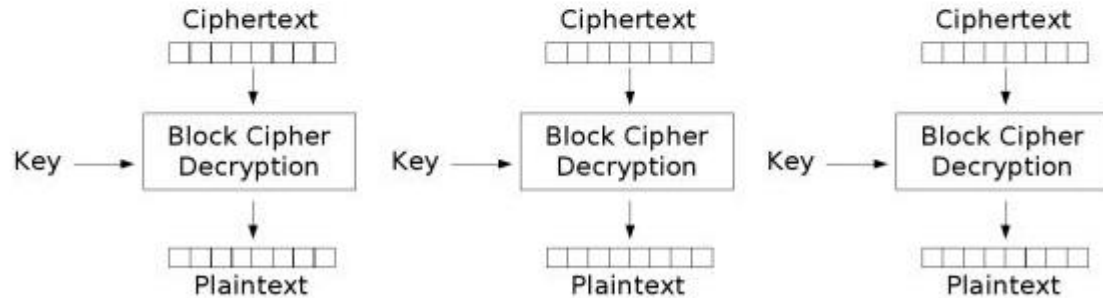 Ciphertext
Ciphertext
Ciphertext
Key
Block Cipher
Decryption
Key
Block Cipher
Decryption
Key
Block Cipher
Decryption
Plaintext
Plaintext
Plaintext